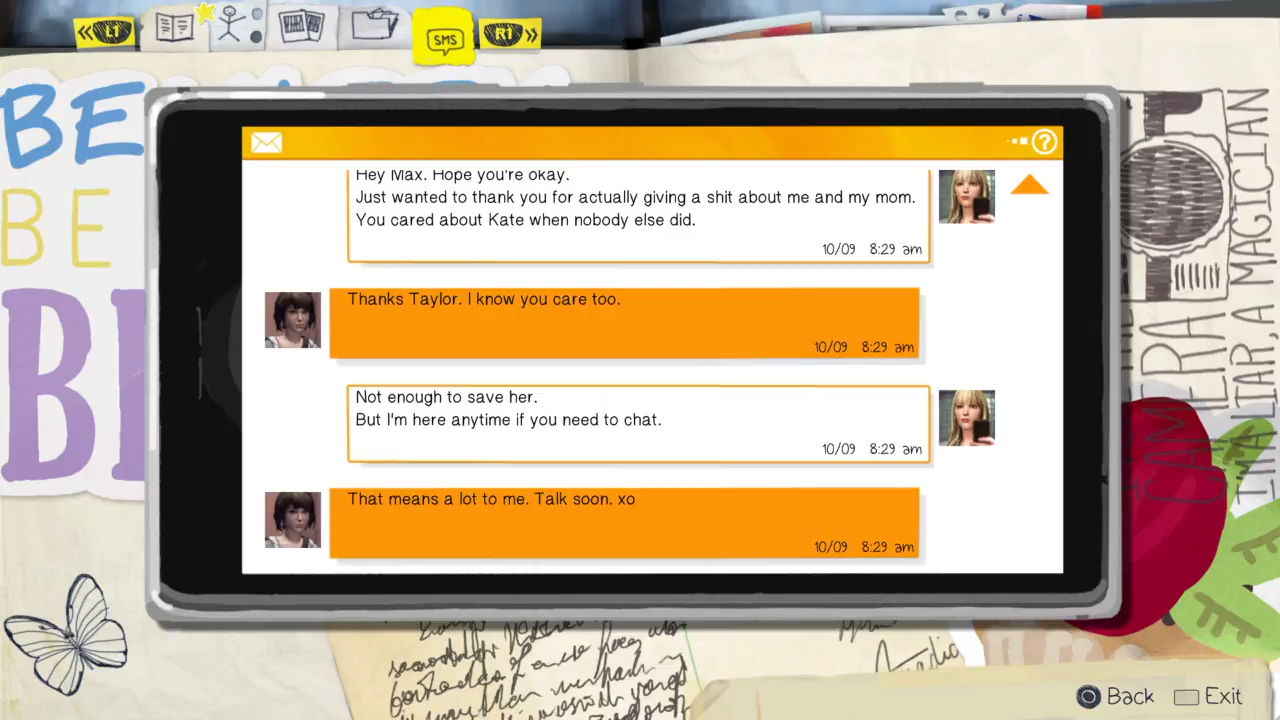 L1
SMS
R1
BE
BE
Hey Max. Hope you're okay.
Just wanted to thank you for actually giving a shit about me and my mom.
You cared about Kate when nobody else did.
10/09 8:29 am
Thanks Taylor. I know you care too.
10/09 8:29 am
Not enough to save her.
But I'm here anytime if you need to chat.
10/09 8:29 am
That means a lot to me. Talk soon. xo
10/09 8:29 am
LIAR, A MAGICIAN
Back
Exit